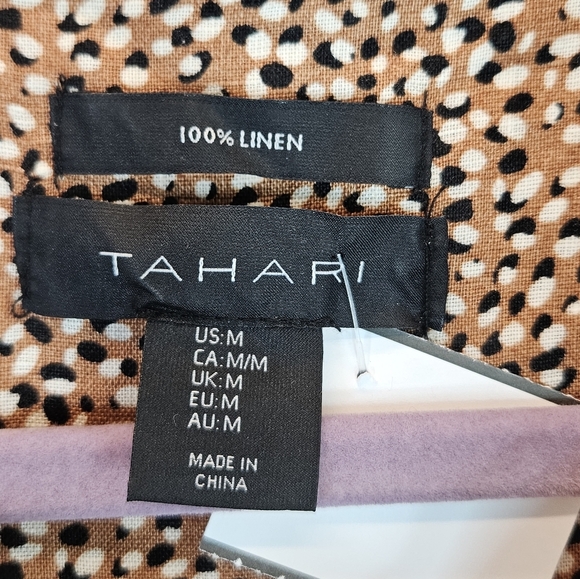 100% LINEN
TAHARI
US:M
CA:M/M
UK:M
EU:M
AU:M
MADE IN
CHINA